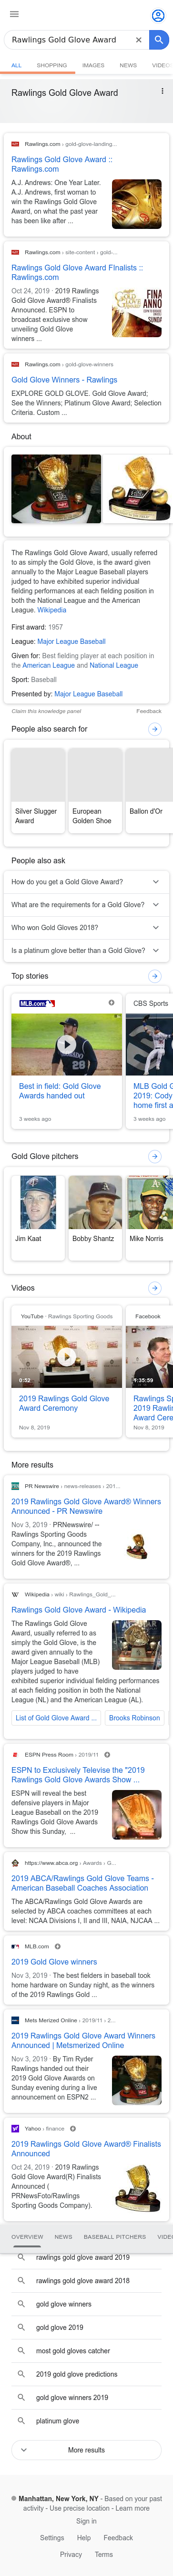 Rawlings Gold Glove Award
ALL SHOPPING IMAGES NEWS VIDEO
Rawlings Gold Glove Award
Rawlings.com › gold-glove-landing...
Rawlings Gold Glove Award ::
Rawlings.com
A.J. Andrews: One Year Later.
A.J. Andrews, first woman to
win the Rawlings Gold Glove
Award, on what the past year
has been like after ...
Rawlings.com › site-content › gold-...
Rawlings Gold Glove Award FInalists ::
Rawlings.com
Oct 24, 2019 · 2019 Rawlings
Gold Glove Award® Finalists
Announced. ESPN to
broadcast exclusive show
unveiling Gold Glove
winners ...
Rawlings.com › gold-glove-winners
Gold Glove Winners - Rawlings
EXPLORE GOLD GLOVE. Gold Glove Award;
See the Winners; Platinum Glove Award; Selection
Criteria. Custom ...
About
The Rawlings Gold Glove Award, usually referred
to as simply the Gold Glove, is the award given
annually to the Major League Baseball players
judged to have exhibited superior individual
fielding performances at each fielding position in
both the National League and the American
League. Wikipedia
First award: 1957
League: Major League Baseball
Given for: Best fielding player at each position in
the American League and National League
Sport: Baseball
Presented by: Major League Baseball
Claim this knowledge panel Feedback
People also search for
Silver Slugger
Award
European
Golden Shoe
Ballon d'Or
People also ask
How do you get a Gold Glove Award?
What are the requirements for a Gold Glove?
Who won Gold Gloves 2018?
Is a platinum glove better than a Gold Glove?
Top stories
MLB.com
Best in field: Gold Glove
Awards handed out
3 weeks ago
CBS Sports
MLB Gold G
2019: Cody
home first a
3 weeks ago
Gold Glove pitchers
Jim Kaat
Bobby Shantz
Mike Norris
Videos
YouTube · Rawlings Sporting Goods
0:52
2019 Rawlings Gold Glove
Award Ceremony
Nov 8, 2019
Facebook
9:35:59
Rawlings Sp
2019 Rawli
Award Cere
Nov 8, 2019
More results
PR Newswire › news-releases › 201...
2019 Rawlings Gold Glove Award® Winners
Announced - PR Newswire
Nov 3, 2019 · PRNewswire/ --
Rawlings Sporting Goods
Company, Inc. announced the
winners for the 2019 Rawlings
Gold Glove Award®, ...
Wikipedia › wiki › Rawlings_Gold_...
Rawlings Gold Glove Award - Wikipedia
The Rawlings Gold Glove
Award, usually referred to as
simply the Gold Glove, is the
award given annually to the
Major League Baseball (MLB)
players judged to have
exhibited superior individual fielding performances
at each fielding position in both the National
League (NL) and the American League (AL).
List of Gold Glove Award ... Brooks Robinson
ESPN Press Room › 2019/11
ESPN to Exclusively Televise the "2019
Rawlings Gold Glove Awards Show ...
ESPN will reveal the best
defensive players in Major
League Baseball on the 2019
Rawlings Gold Glove Awards
Show this Sunday, ...
https://www.abca.org › Awards › G...
2019 ABCA/Rawlings Gold Glove Teams -
American Baseball Coaches Association
The ABCA/Rawlings Gold Glove Awards are
selected by ABCA coaches committees at each
level: NCAA Divisions I, II and III, NAIA, NJCAA ...
MLB.com
2019 Gold Glove winners
Nov 3, 2019 · The best fielders in baseball took
home hardware on Sunday night, as the winners
of the 2019 Rawlings Gold ...
Mets Merized Online › 2019/11 › 2...
2019 Rawlings Gold Glove Award Winners
Announced | Metsmerized Online
Nov 3, 2019 · By Tim Ryder
Rawlings handed out their
2019 Gold Glove Awards on
Sunday evening during a live
announcement on ESPN2 ...
Yahoo › finance
2019 Rawlings Gold Glove Award® Finalists
Announced
Oct 24, 2019 · 2019 Rawlings
Gold Glove Award(R) Finalists
Announced (
PRNewsFoto/Rawlings
Sporting Goods Company).
OVERVIEW NEWS BASEBALL PITCHERS VIDE
rawlings gold glove award 2019
rawlings gold glove award 2018
gold glove winners
gold glove 2019
most gold gloves catcher
2019 gold glove predictions
gold glove winners 2019
platinum glove
More results
Manhattan, New York, NY - Based on your past
activity - Use precise location - Learn more
Sign in
Settings Help Feedback
Privacy Terms